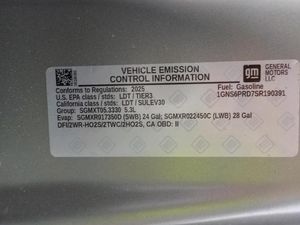 VEHICLE EMISSION
CONTROL INFORMATION
gm
GENERAL
MOTORS
LLC
Conforms to Regulations: 2025
Fuel: Gasoline
U.S. EPA class / stds: LDT / TIER3
1GNS6PRD7SR190391
California class / stds: LDT / SULEV30
Group: SGMXT05.3330 5.3L
Evap: SGMXR917350D (SWB) 24 Gal; SGMXR022450C (LWB) 28 Gal
DFI/2WR-HO2S/2TWC/2HO2S, CA OBD: II